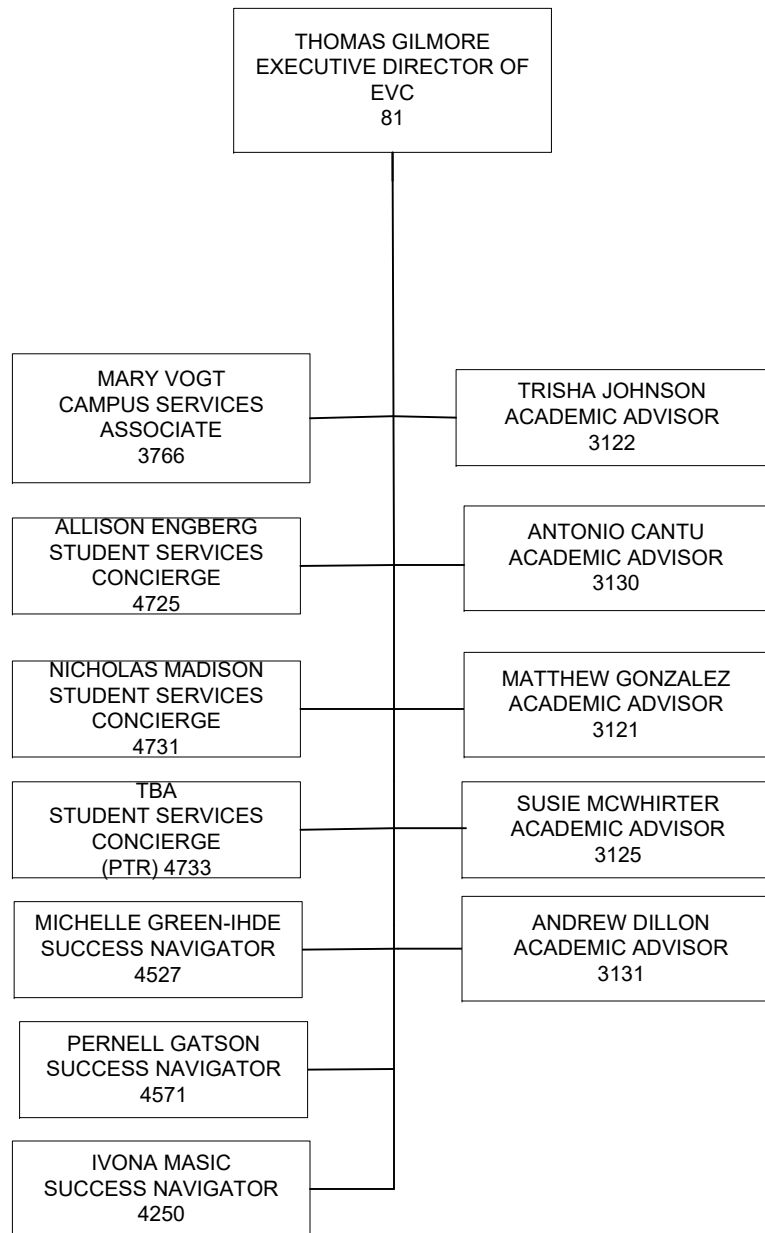 THOMAS GILMORE
EXECUTIVE DIRECTOR OF
EVC
81
MARY VOGT
CAMPUS SERVICES
ASSOCIATE
3766
TRISHA JOHNSON
ACADEMIC ADVISOR
3122
ALLISON ENGBERG
STUDENT SERVICES
CONCIERGE
4725
ANTONIO CANTU
ACADEMIC ADVISOR
3130
NICHOLAS MADISON
STUDENT SERVICES
CONCIERGE
4731
MATTHEW GONZALEZ
ACADEMIC ADVISOR
3121
TBA
STUDENT SERVICES
CONCIERGE
(PTR) 4733
SUSIE MCWHIRTER
ACADEMIC ADVISOR
3125
MICHELLE GREEN-IHDE
SUCCESS NAVIGATOR
4527
ANDREW DILLON
ACADEMIC ADVISOR
3131
PERNELL GATSON
SUCCESS NAVIGATOR
4571
IVONA MASIC
SUCCESS NAVIGATOR
4250